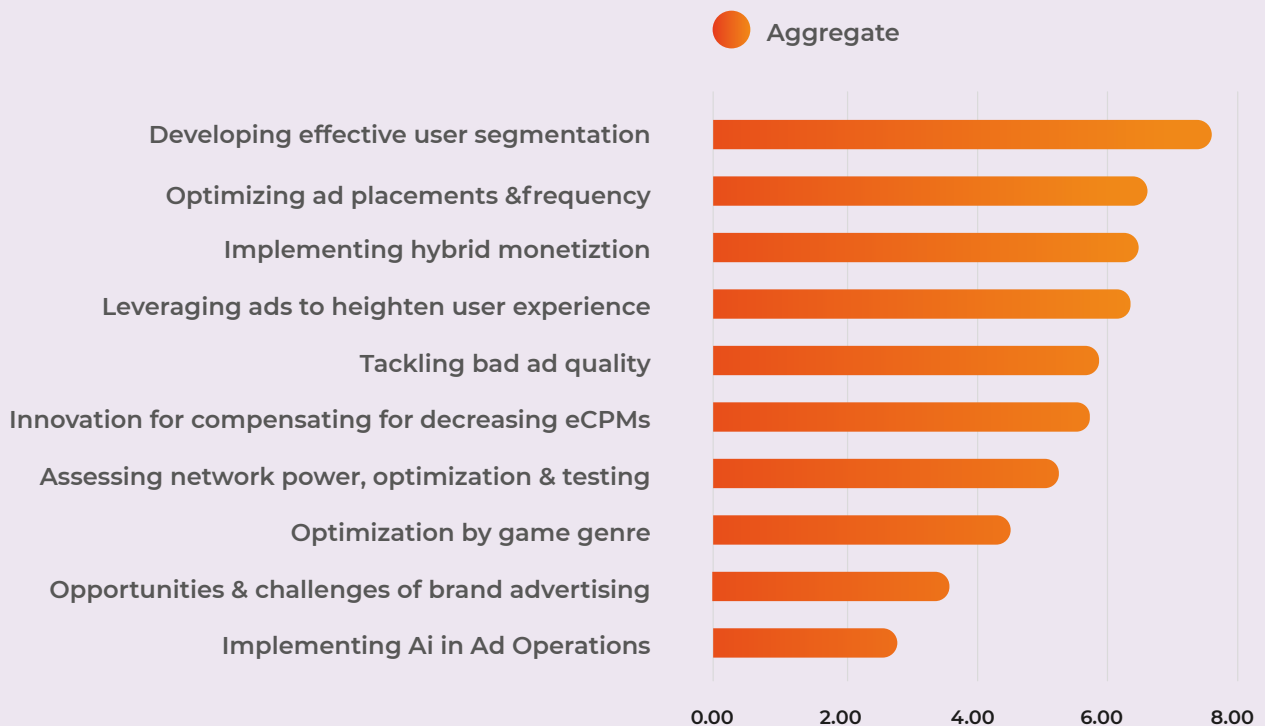 Aggregate
Developing effective user segmentation
Optimizing ad placements &frequency
Implementing hybrid monetiztion
Leveraging ads to heighten user experience
Tackling bad ad quality
Innovation for compensating for decreasing eCPMs
Assessing network power, optimization & testing
Optimization by game genre
Opportunities & challenges of brand advertising
Implementing Ai in Ad Operations
0.00 2.00 4.00 6.00 8.00